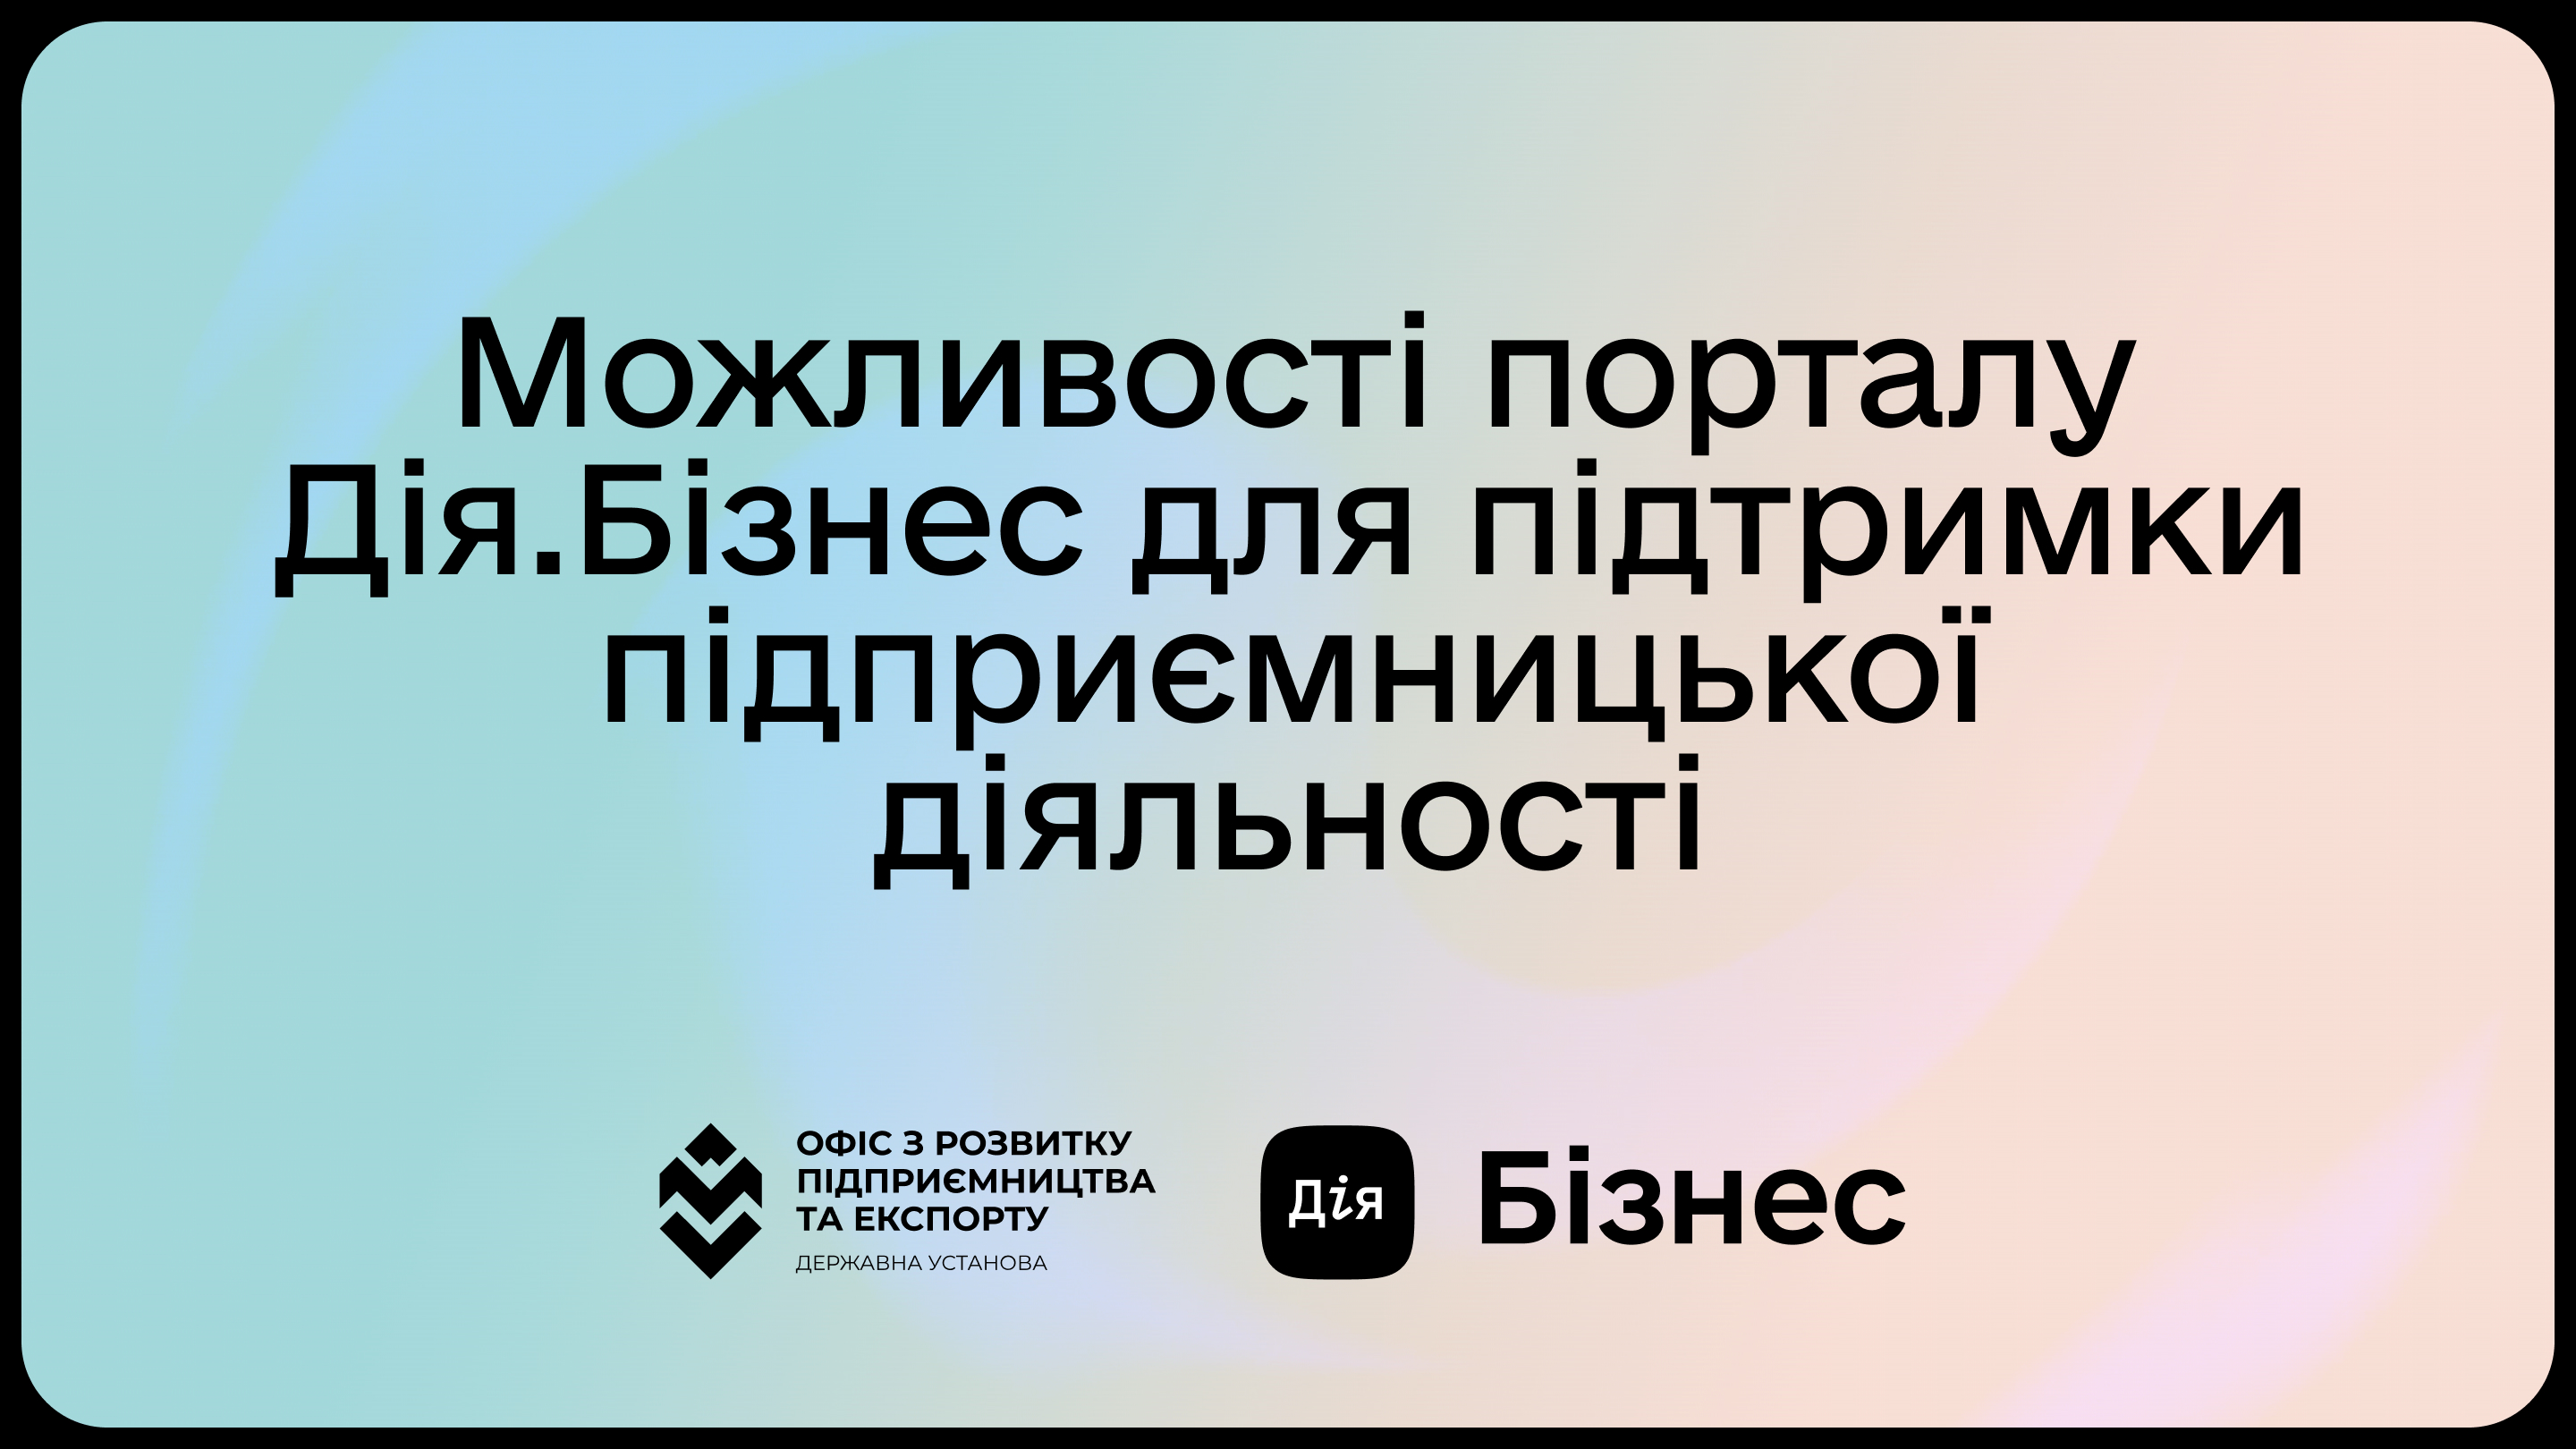 Можливості порталу
Дія.Бізнес для підтримки
підприємницької
діяльності
ОФІС З РОЗВИТКУ
ПІДПРИЄМНИЦТВА
ТА ЕКСПОРТУ
ДЕРЖАВНА УСТАНОВА
Дія Бізнес